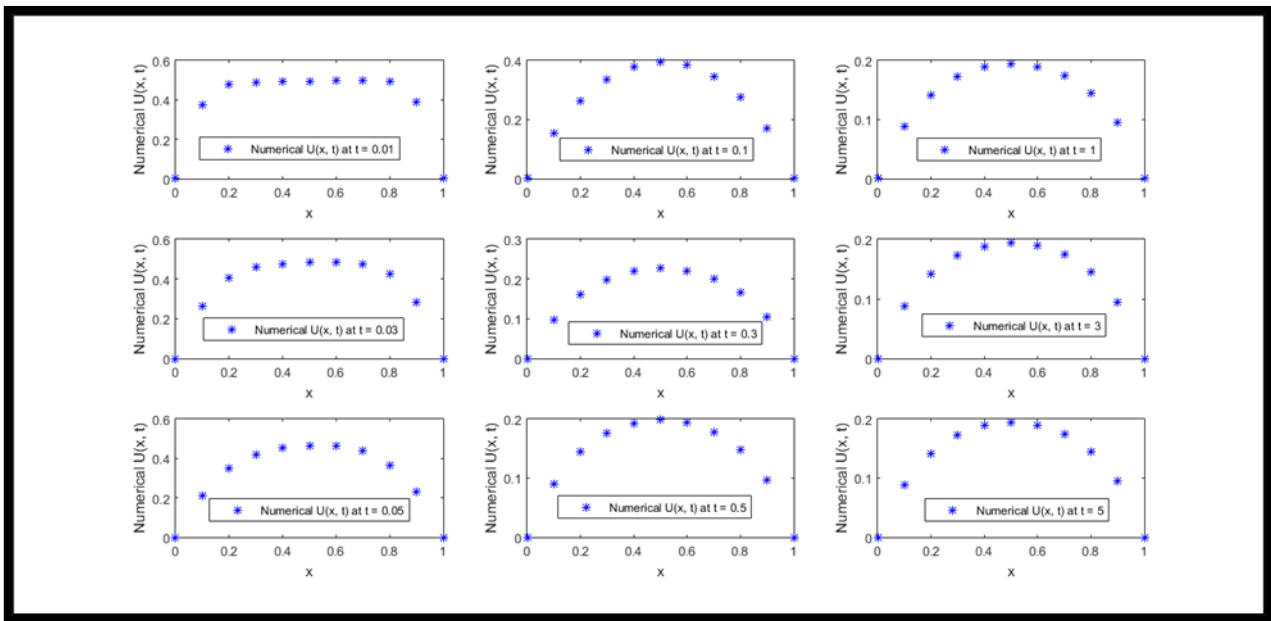 0.6
0.4
0.2
0
Numerical U(x, t)
Numerical U(x, t) at t = 0.01
0 0.2 0.4 0.6 0.8 1
x
0.4
0.2
0
Numerical U(x, t)
Numerical U(x, t) at t = 0.1
0 0.2 0.4 0.6 0.8 1
x
0.2
0.1
0
Numerical U(x, t)
Numerical U(x, t) at t = 1
0 0.2 0.4 0.6 0.8 1
x
0.6
0.4
0.2
0
Numerical U(x, t)
Numerical U(x, t) at t = 0.03
0 0.2 0.4 0.6 0.8 1
x
0.3
0.2
0.1
0
Numerical U(x, t)
Numerical U(x, t) at t = 0.3
0 0.2 0.4 0.6 0.8 1
x
0.2
0.1
0
Numerical U(x, t)
Numerical U(x, t) at t = 3
0 0.2 0.4 0.6 0.8 1
x
0.6
0.4
0.2
0
Numerical U(x, t)
Numerical U(x, t) at t = 0.05
0 0.2 0.4 0.6 0.8 1
x
0.2
0.1
0
Numerical U(x, t)
Numerical U(x, t) at t = 0.5
0 0.2 0.4 0.6 0.8 1
x
0.2
0.1
0
Numerical U(x, t)
Numerical U(x, t) at t = 5
0 0.2 0.4 0.6 0.8 1
x